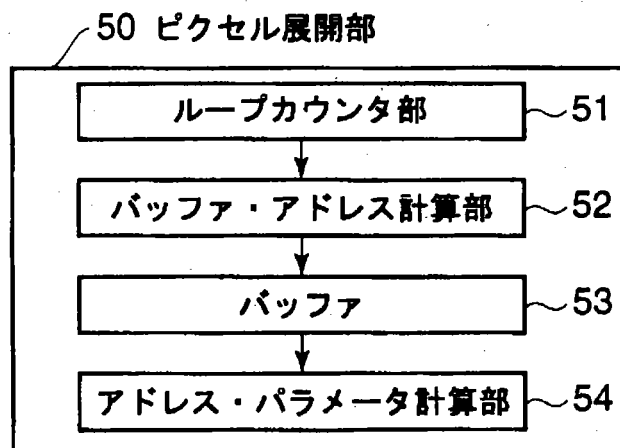 50 ピクセル展開部
ループカウンタ部 51
バッファ・アドレス計算部 52
バッファ 53
アドレス・パラメータ計算部 54